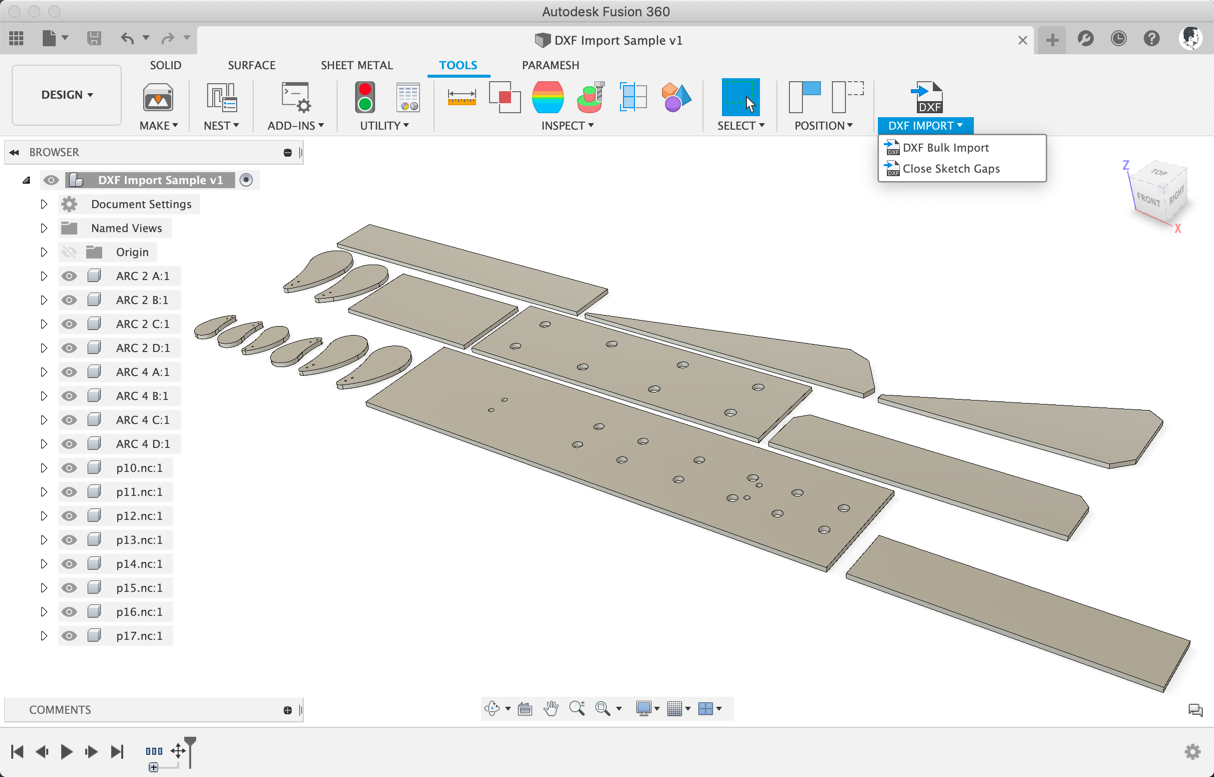 Autodesk Fusion 360
DXF Import Sample v1
SOLID SURFACE SHEET METAL TOOLS PARAMESH
DESIGN
MAKE NEST ADD-INS UTILITY INSPECT SELECT POSITION DXF IMPORT
DXF
DXF Bulk Import
Close Sketch Gaps
BROWSER
DXF Import Sample v1
Document Settings
Named Views
Origin
ARC 2 A:1
ARC 2 B:1
ARC 2 C:1
ARC 2 D:1
ARC 4 A:1
ARC 4 B:1
ARC 4 C:1
ARC 4 D:1
p10.nc:1
p11.nc:1
p12.nc:1
p13.nc:1
p14.nc:1
p15.nc:1
p16.nc:1
p17.nc:1
Z
TOP
FRONT RIGHT
X
COMMENTS